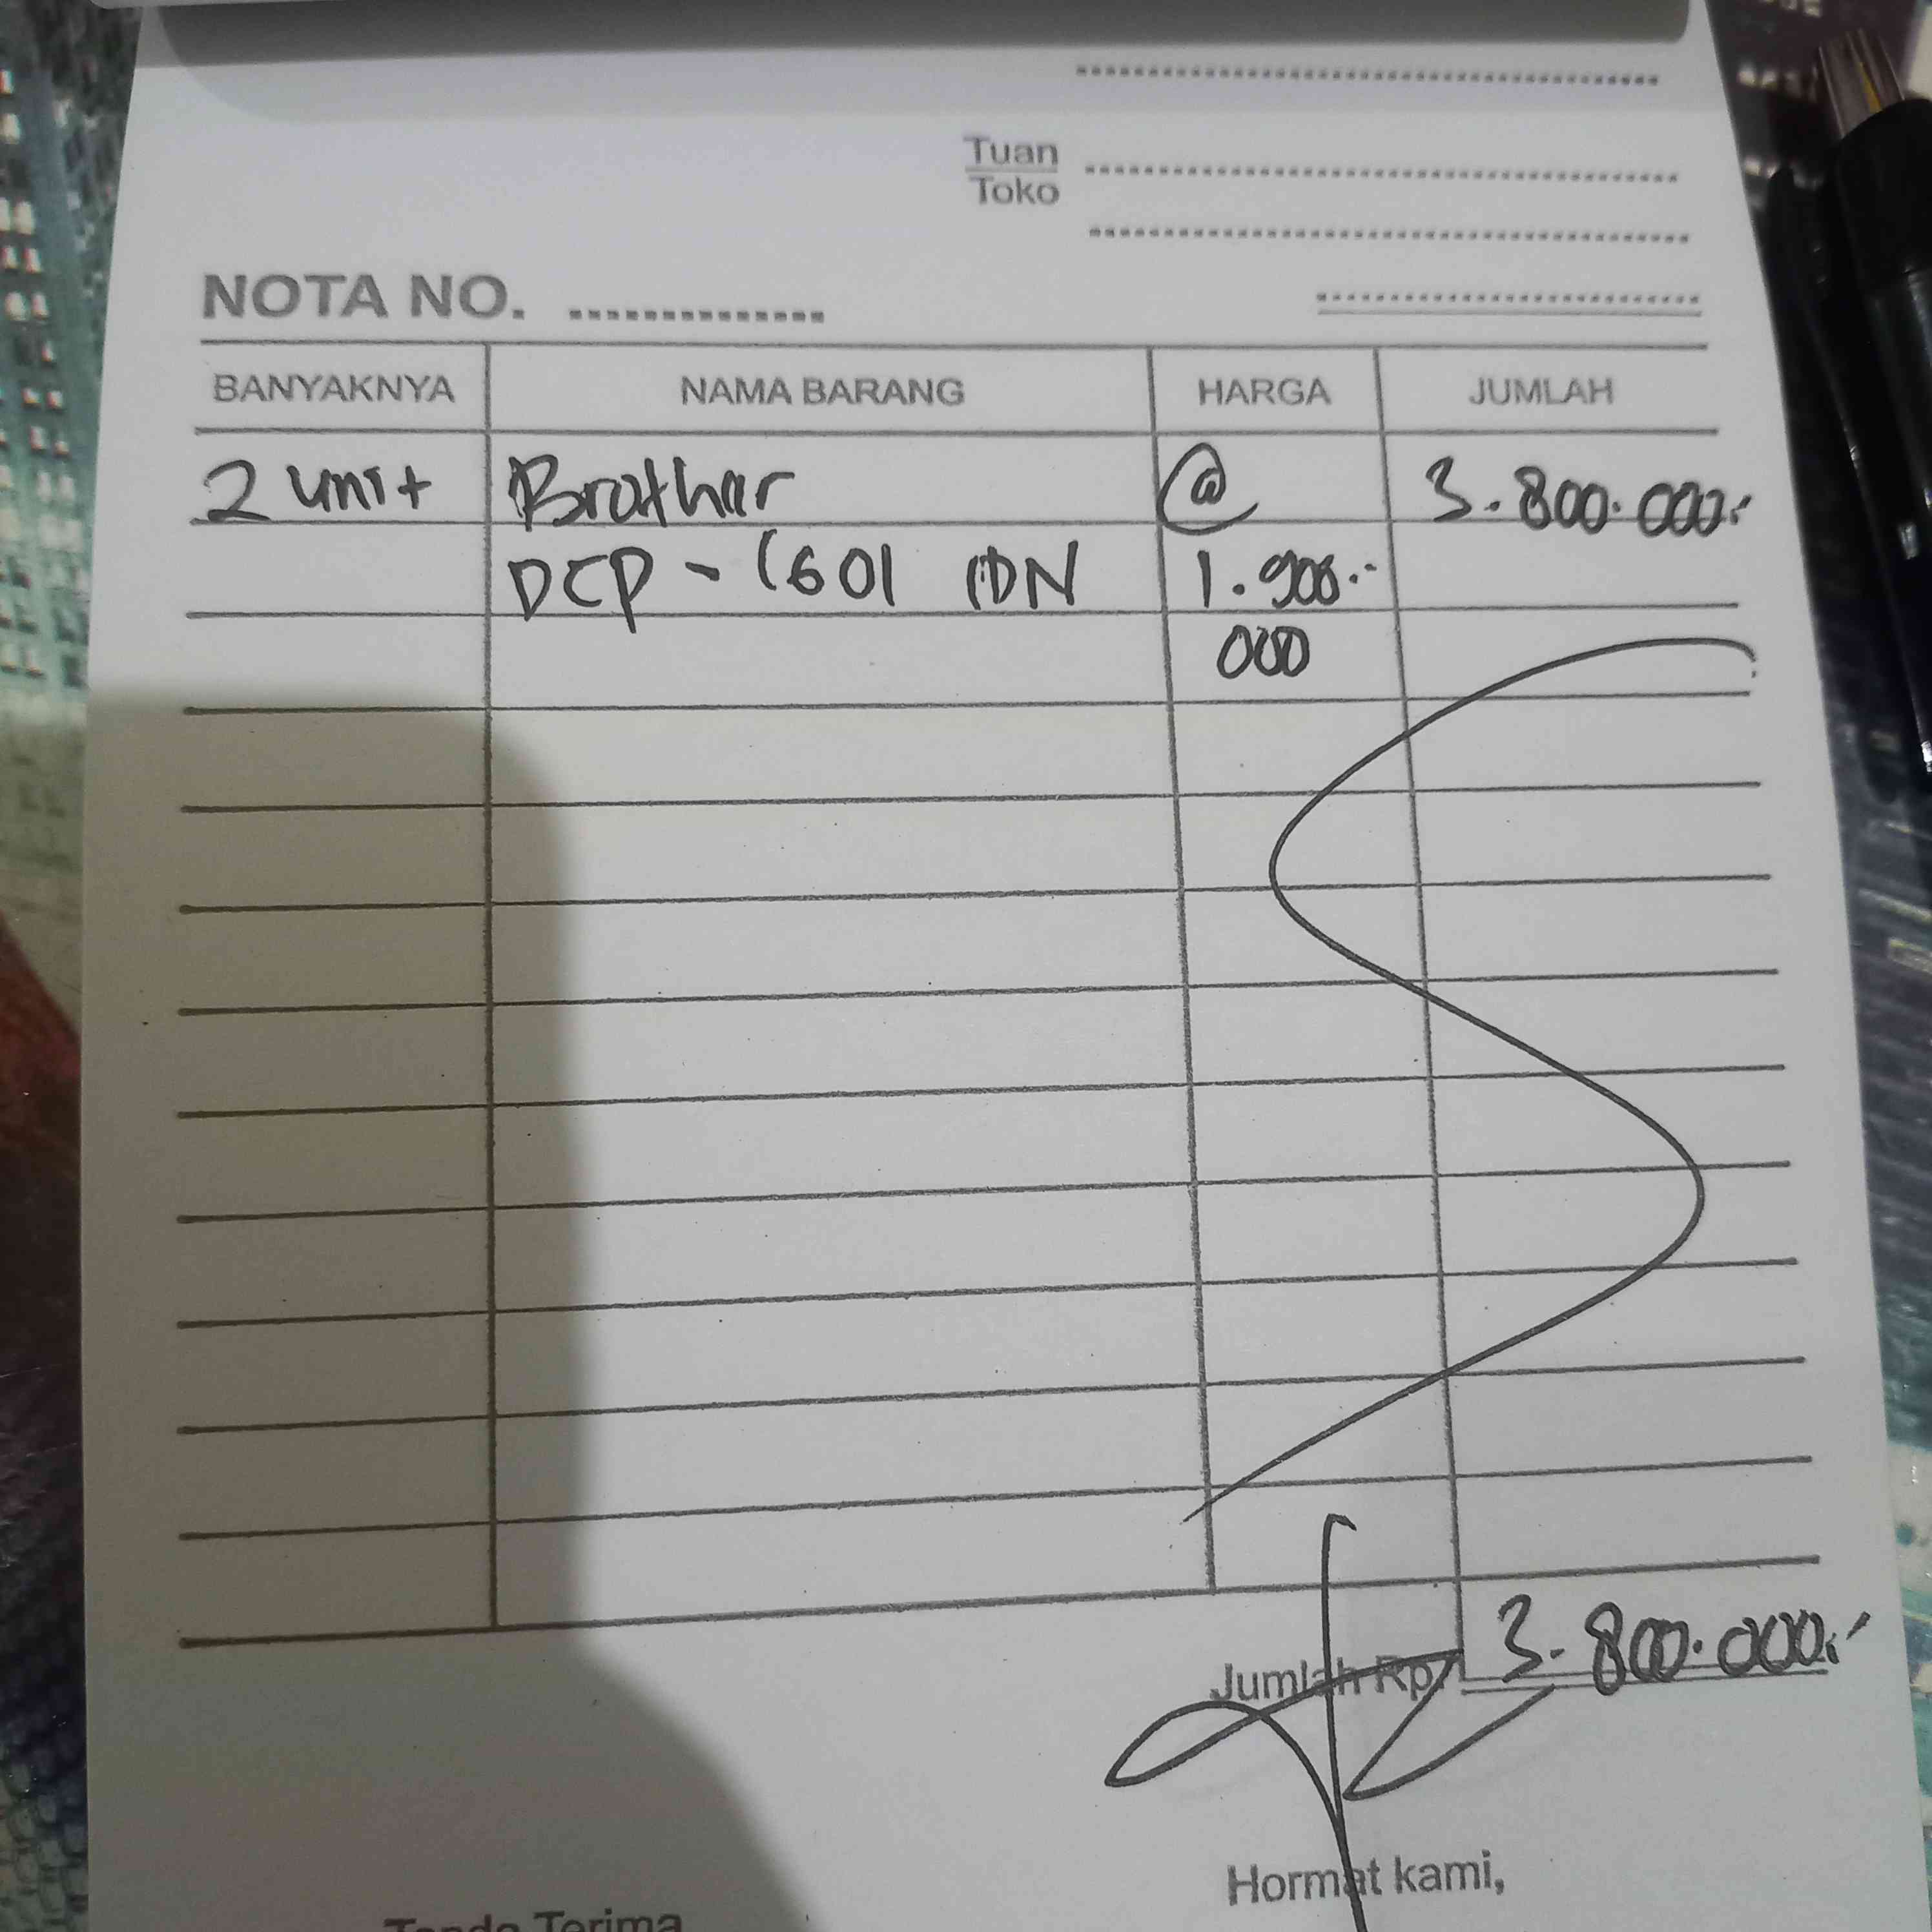 Tuan
Toko
NOTA NO.
BANYAKNYA NAMA BARANG HARGA JUMLAH
2 unit Brother @ 3.800.000.-
DCP - 1601 IDN 1.900.-
000
Jumlah Rp. 3.800.000.-
Hormat kami,
Tanda Terima